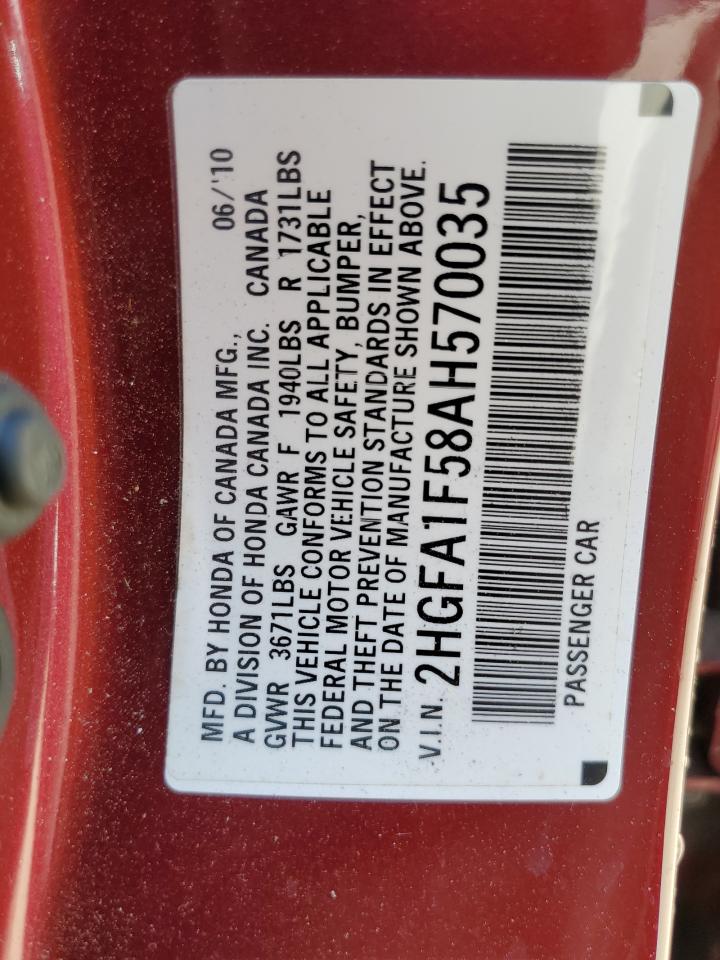 MFD. BY HONDA OF CANADA MFG., 06/'10
A DIVISION OF HONDA CANADA INC. CANADA
GVWR 3671LBS GAWR F 1940LBS R 1731LBS
THIS VEHICLE CONFORMS TO ALL APPLICABLE
FEDERAL MOTOR VEHICLE SAFETY, BUMPER,
AND THEFT PREVENTION STANDARDS IN EFFECT
ON THE DATE OF MANUFACTURE SHOWN ABOVE.
V.I.N. 2HGFA1F58AH570035
PASSENGER CAR